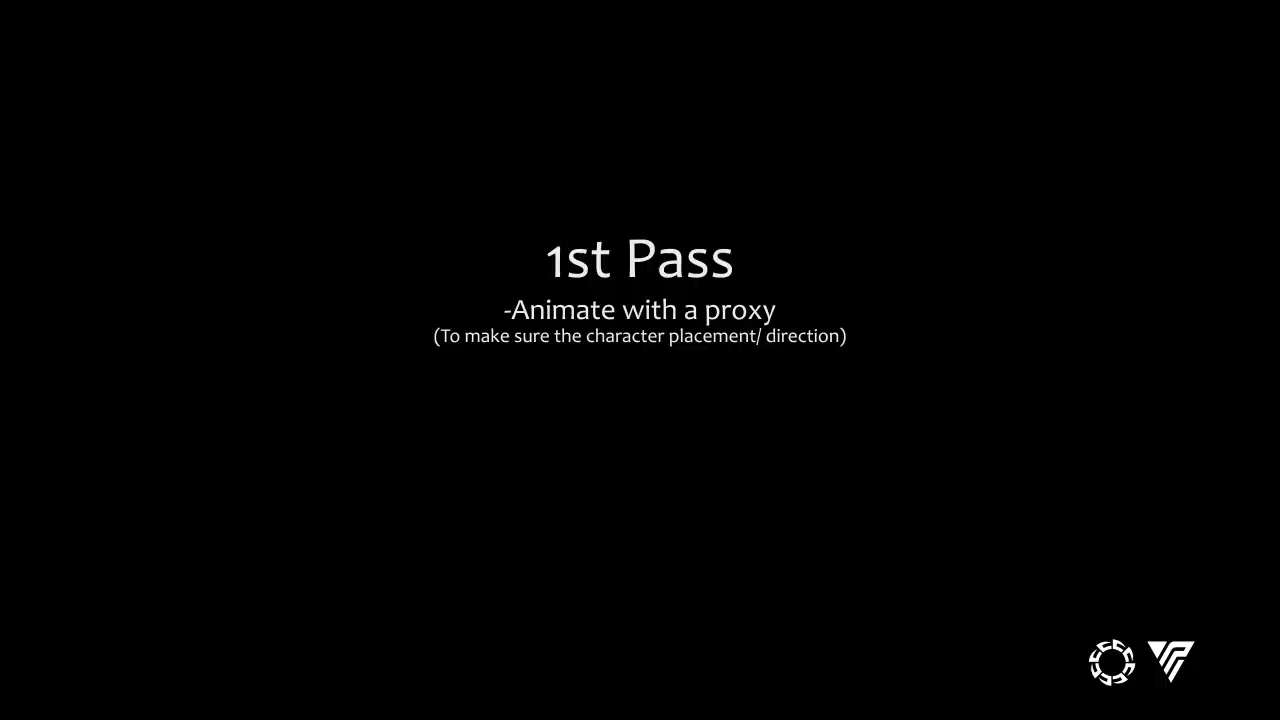 1st Pass
-Animate with a proxy
(To make sure the character placement/ direction)